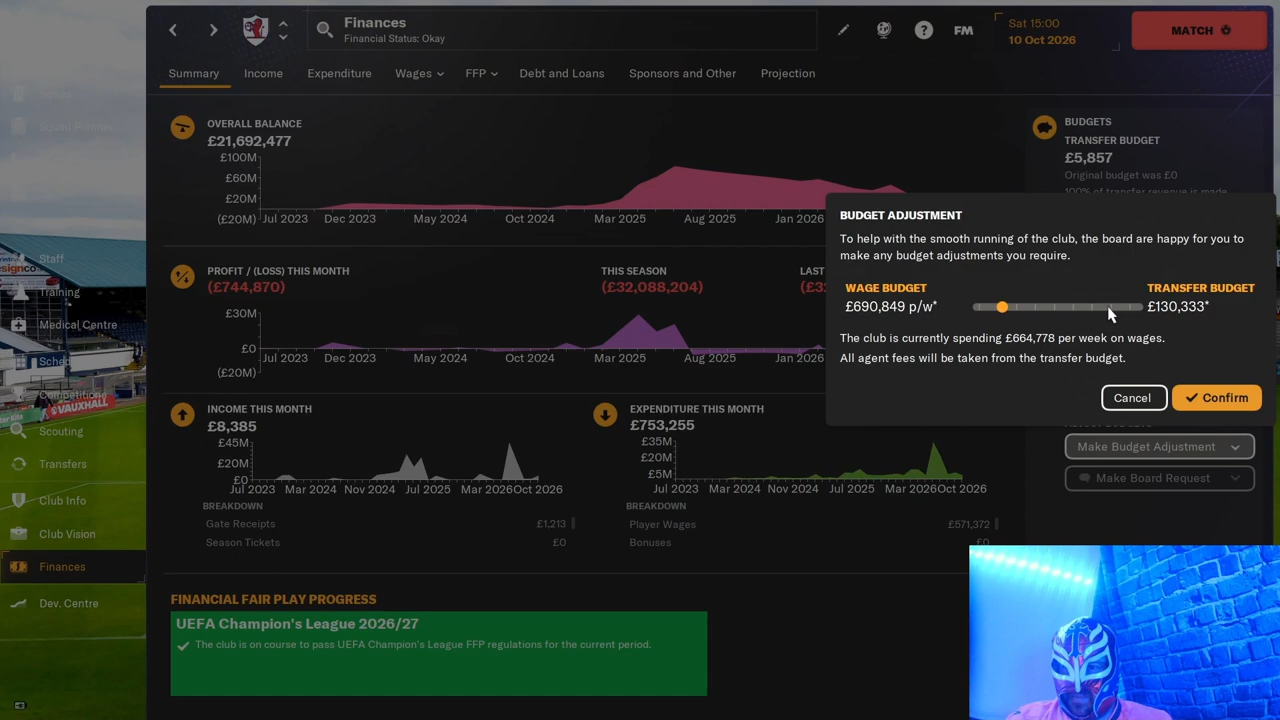 Finances
Financial Status: Okay
FM
Sat 15:00
10 Oct 2026
MATCH
Summary
Income
Expenditure
Wages
FFP
Debt and Loans
Sponsors and Other
Projection
Squad Planner
Staff
Training
Medical Centre
Sched
Competitions
Scouting
Transfers
Club Info
Club Vision
Finances
Dev. Centre
VAUXHALL
OVERALL BALANCE
£21,692,477
£100M
£60M
£20M
(£20M)
Jul 2023 Dec 2023 May 2024 Oct 2024 Mar 2025 Aug 2025 Jan 2026
PROFIT / (LOSS) THIS MONTH
(£744,870)
THIS SEASON
(£32,088,204)
LAST
£30M
£0
(£20M)
Jul 2023 Dec 2023 May 2024 Oct 2024 Mar 2025 Aug 2025 Jan 2026
INCOME THIS MONTH
£8,385
£45M
£20M
£0
Jul 2023 Mar 2024 Nov 2024 Jul 2025 Mar 2026 Oct 2026
BREAKDOWN
Gate Receipts £1,213
Season Tickets £0
EXPENDITURE THIS MONTH
£753,255
£35M
£20M
£5M
Jul 2023 Mar 2024 Nov 2024 Jul 2025 Mar 2026 Oct 2026
BREAKDOWN
Player Wages £571,372
Bonuses £0
FINANCIAL FAIR PLAY PROGRESS
UEFA Champion's League 2026/27
The club is on course to pass UEFA Champion's League FFP regulations for the current period.
BUDGETS
TRANSFER BUDGET
£5,857
Original budget was £0
100% of transfer revenue is made
BUDGET ADJUSTMENT
To help with the smooth running of the club, the board are happy for you to
make any budget adjustments you require.
WAGE BUDGET
£690,849 p/w*
TRANSFER BUDGET
£130,333*
The club is currently spending £664,778 per week on wages.
All agent fees will be taken from the transfer budget.
Cancel
Confirm
Make Budget Adjustment
Make Board Request